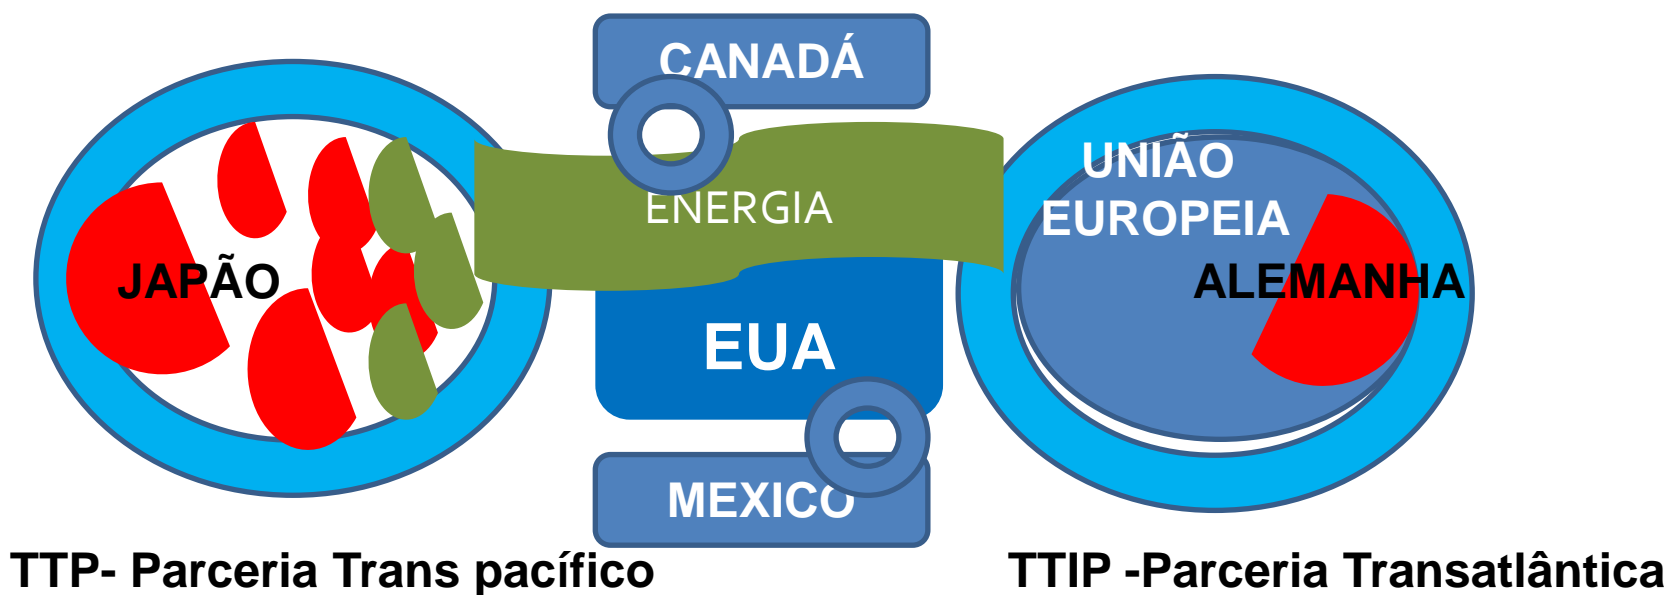 CANADÁ
ENERGIA
UNIÃO
EUROPEIA
JAPÃO
ALEMANHA
EUA
MEXICO
TTP- Parceria Trans pacífico
TTIP -Parceria Transatlântica